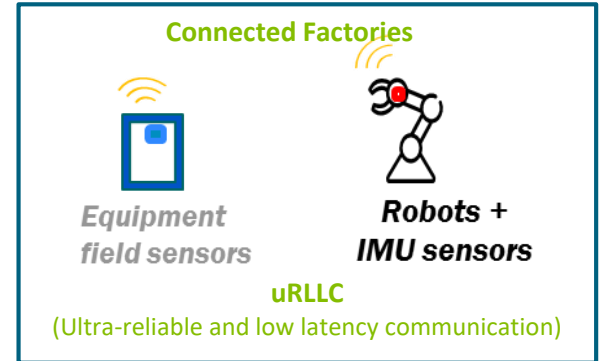 Connected Factories
Equipment
field sensors
Robots +
IMU sensors
uRLLC
(Ultra-reliable and low latency communication)